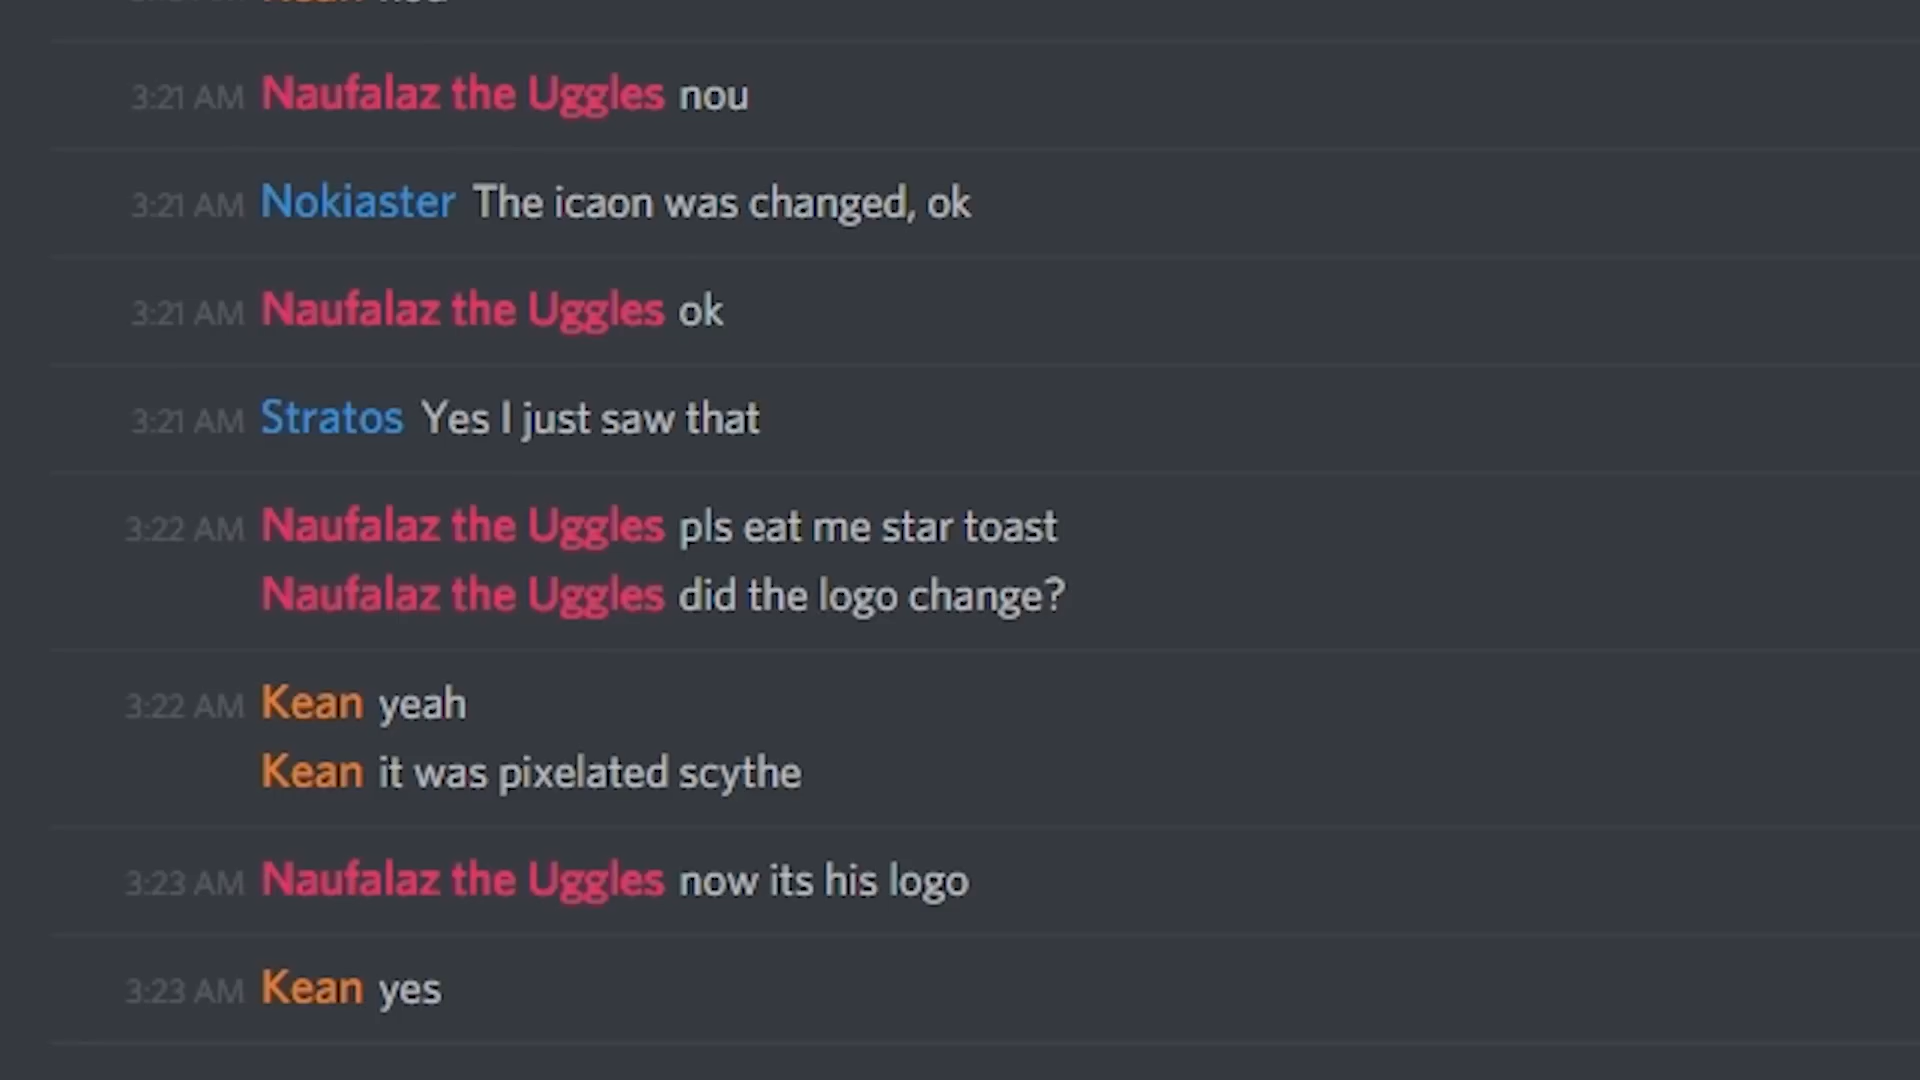 3:21 AM Naufalaz the Uggles nou
3:21 AM Nokiaster The icaon was changed, ok
3:21 AM Naufalaz the Uggles ok
3:21 AM Stratos Yes I just saw that
3:22 AM Naufalaz the Uggles pls eat me star toast
Naufalaz the Uggles did the logo change?
3:22 AM Kean yeah
Kean it was pixelated scythe
3:23 AM Naufalaz the Uggles now its his logo
3:23 AM Kean yes